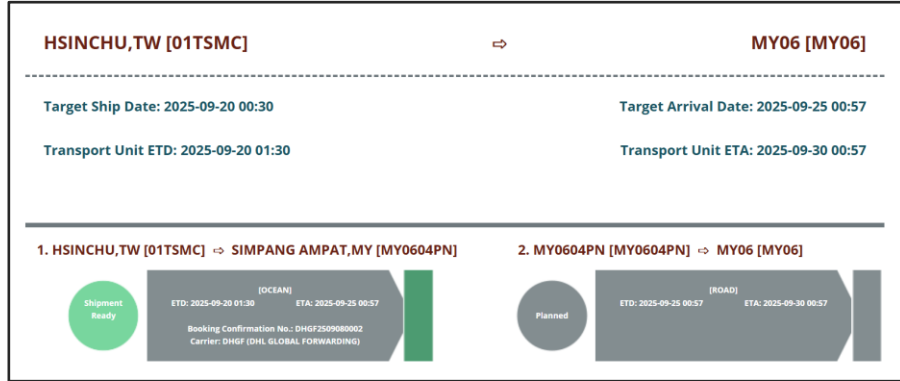 HSINCHU,TW [01TSMC] ⇨ MY06 [MY06]
Target Ship Date: 2025-09-20 00:30 Target Arrival Date: 2025-09-25 00:57
Transport Unit ETD: 2025-09-20 01:30 Transport Unit ETA: 2025-09-30 00:57
1. HSINCHU,TW [01TSMC] ⇨ SIMPANG AMPAT,MY [MY0604PN]
Shipment
Ready
[OCEAN]
ETD: 2025-09-20 01:30 ETA: 2025-09-25 00:57
Booking Confirmation No.: DHGF2509080002
Carrier: DHGF (DHL GLOBAL FORWARDING)
2. MY0604PN [MY0604PN] ⇨ MY06 [MY06]
Planned
[ROAD]
ETD: 2025-09-25 00:57 ETA: 2025-09-30 00:57